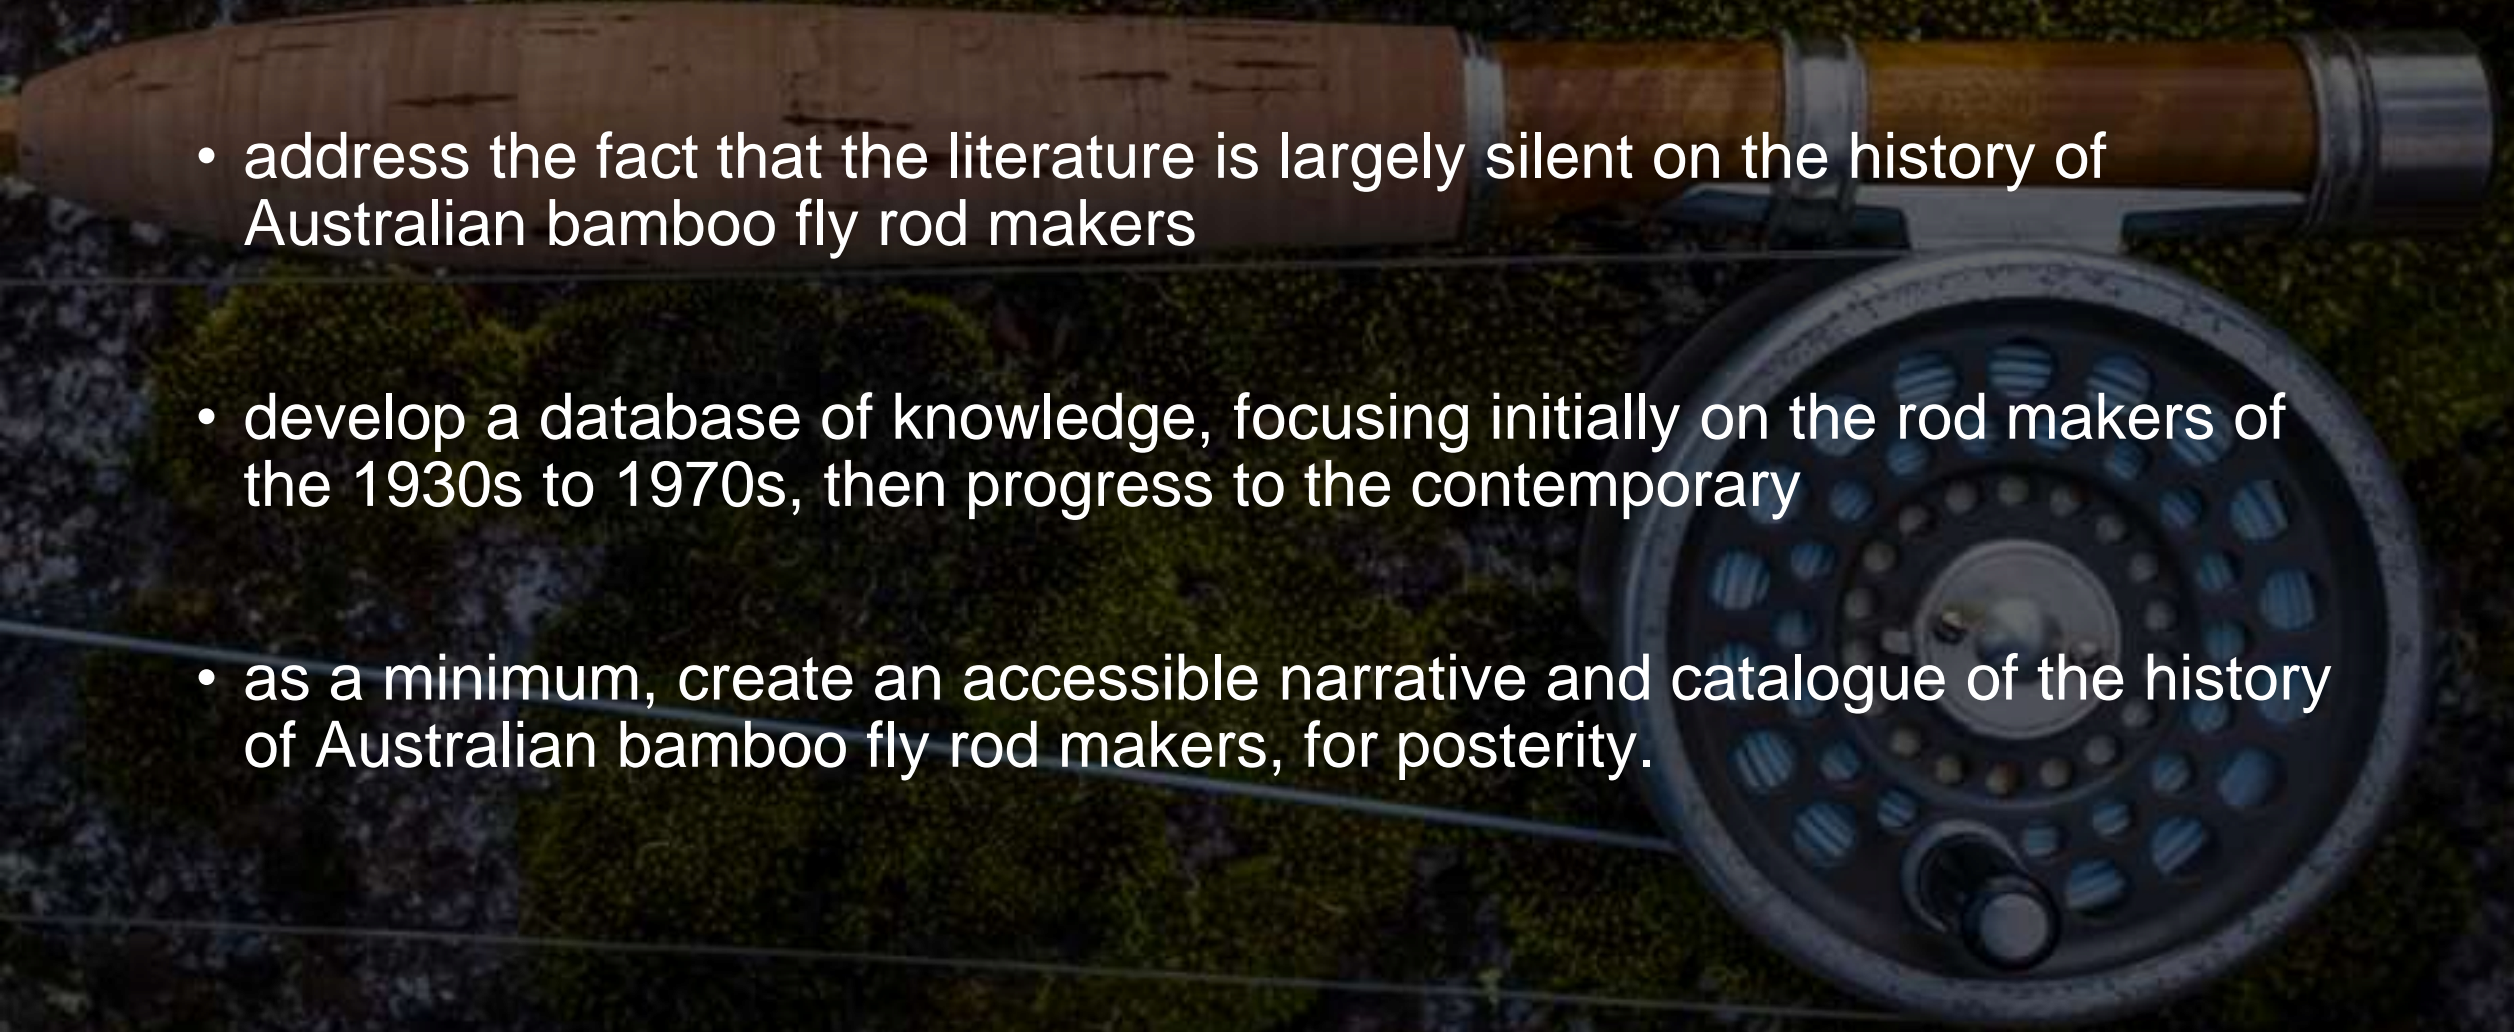 • address the fact that the literature is largely silent on the history of
Australian bamboo fly rod makers
• develop a database of knowledge, focusing initially on the rod makers of
the 1930s to 1970s, then progress to the contemporary
• as a minimum, create an accessible narrative and catalogue of the history
of Australian bamboo fly rod makers, for posterity.